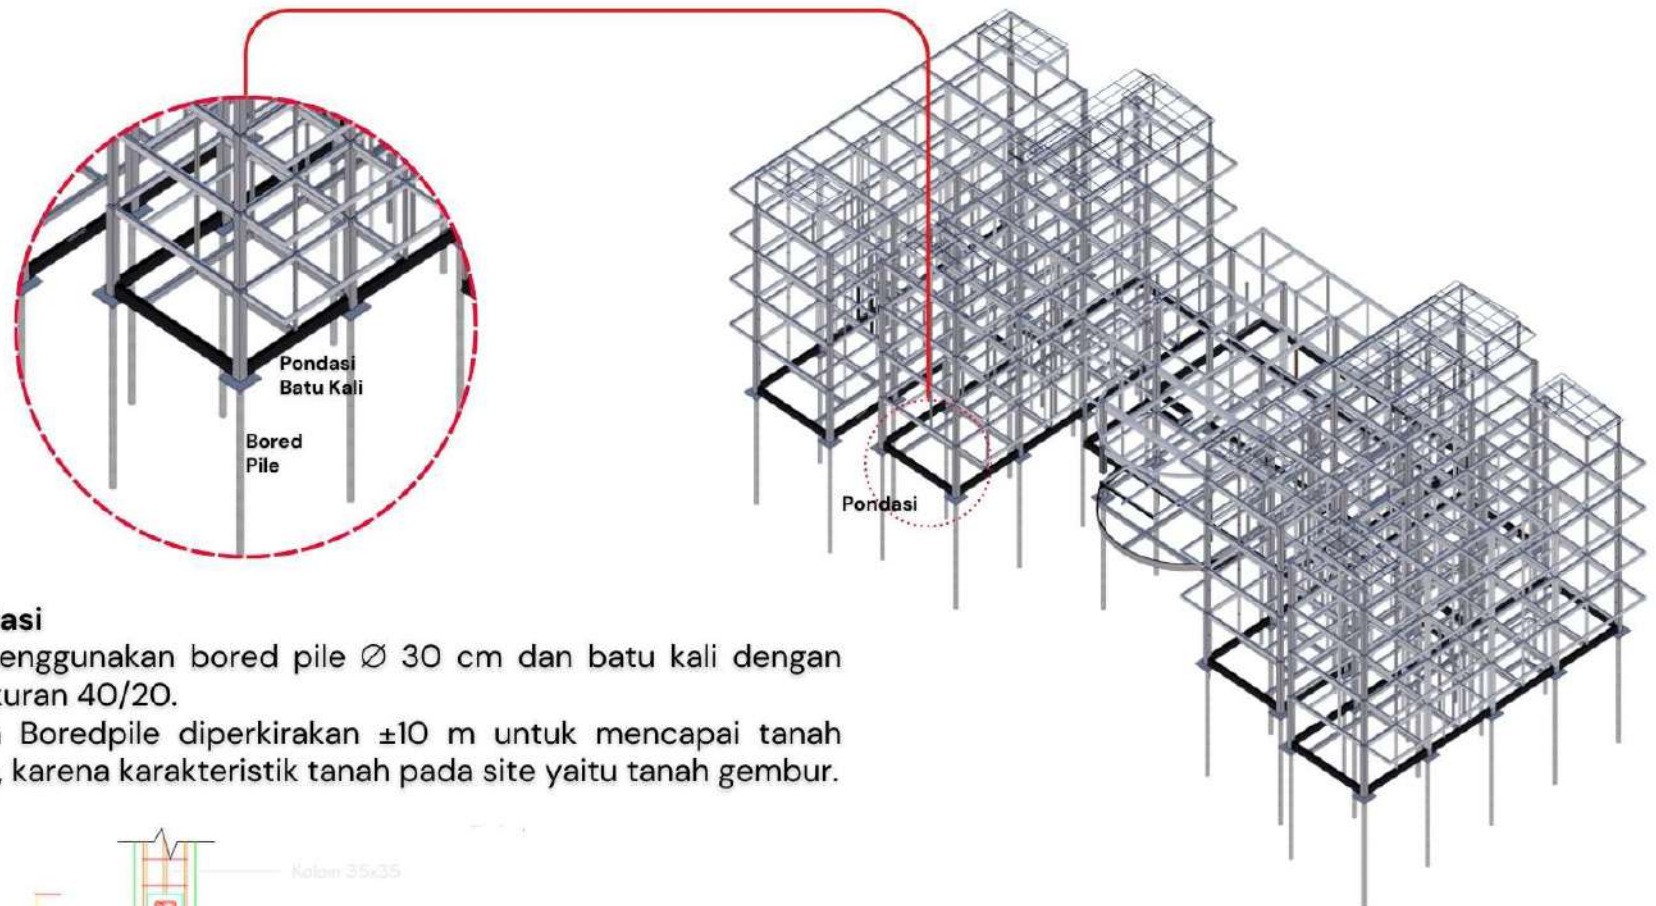 Pondasi
Batu Kali
Bored
Pile
Pondasi
asi
enggunakan bored pile Ø 30 cm dan batu kali dengan
uran 40/20.
Boredpile diperkirakan ±10 m untuk mencapai tanah
, karena karakteristik tanah pada site yaitu tanah gembur.
Kolom 35x35